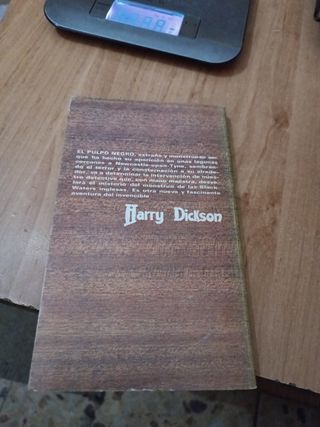 EL PULPO NEGRO, extraño y monstruoso ser
que ha hecho su aparición en unas lagunas
cercanas a Newcastle-upon-Tyne, sembran-
do el terror y la consternación a su alrede-
dor, va a determinar la intervención de nues-
tro detective que, con mano maestra, desve-
lará el misterio del monstruo de las Black-
Waters inglesas. Es otra nueva y fascinante
aventura del invencible
Harry Dickson